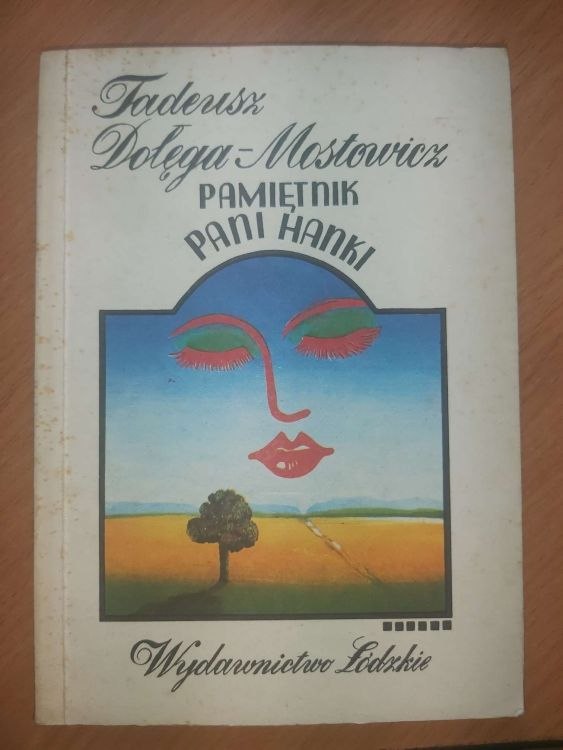 Tadeusz
Dołęga-Mostowicz
PAMIĘTNIK
PANI HANKI
Wydawnictwo Łódzkie